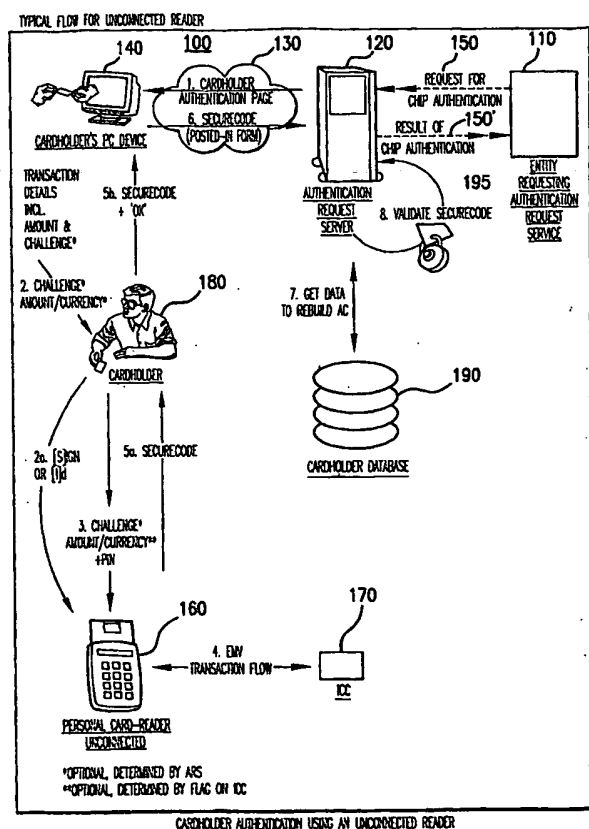 TYPICAL FLOW FOR UNCONNECTED READER
140
100
130
120
150
110
1. CARDHOLDER
AUTHENTICATION PAGE
6. SECURECODE
(POSTED-IN FORM)
REQUEST FOR
CHIP AUTHENTICATION
RESULT OF
150'
CHIP AUTHENTICATION
CARDHOLDER'S PC DEVICE
AUTHENTICATION
REQUEST
SERVER
195
8. VALIDATE SECURECODE
ENTITY
REQUESTING
AUTHENTICATION
REQUEST
SERVICE
TRANSACTION
DETAILS
INCL.
AMOUNT &
CHALLENGE*
5b. SECURECODE
+ 'OK'
2. CHALLENGE*
AMOUNT/CURRENCY*
180
CARDHOLDER
7. GET DATA
TO REBUILD AC
190
CARDHOLDER DATABASE
2a. [S]IGN
OR [I]d
5a. SECURECODE
3. CHALLENGE*
AMOUNT/CURRENCY**
+PIN
160
4. EMV
TRANSACTION FLOW
170
ICC
PERSONAL CARD-READER
UNCONNECTED
*OPTIONAL, DETERMINED BY ARS
**OPTIONAL, DETERMINED BY FLAG ON ICC
CARDHOLDER AUTHENTICATION USING AN UNCONNECTED READER